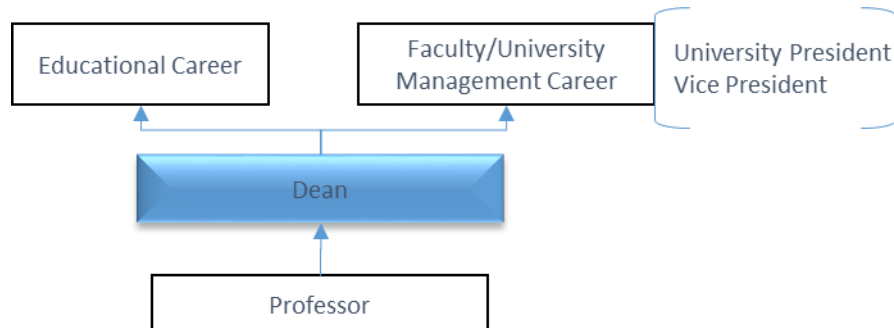 Educational Career
Faculty/University
Management Career
University President
Vice President
Dean
Professor